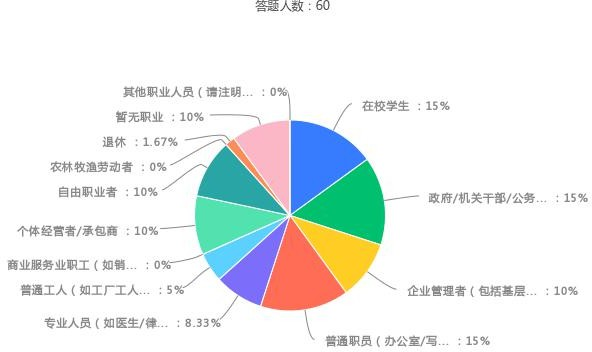 答题人数：60
其他职业人员（请注明... ：0%
在校学生 ：15%
暂无职业 ：10%
退休 ：1.67%
农林牧渔劳动者 ：0%
自由职业者 ：10%
政府/机关干部/公务... ：15%
个体经营者/承包商 ：10%
商业服务业职工（如销... ：0%
普通工人（如工厂工人... ：5%
企业管理者（包括基层... ：10%
专业人员（如医生/律... ：8.33%
普通职员（办公室/写... ：15%